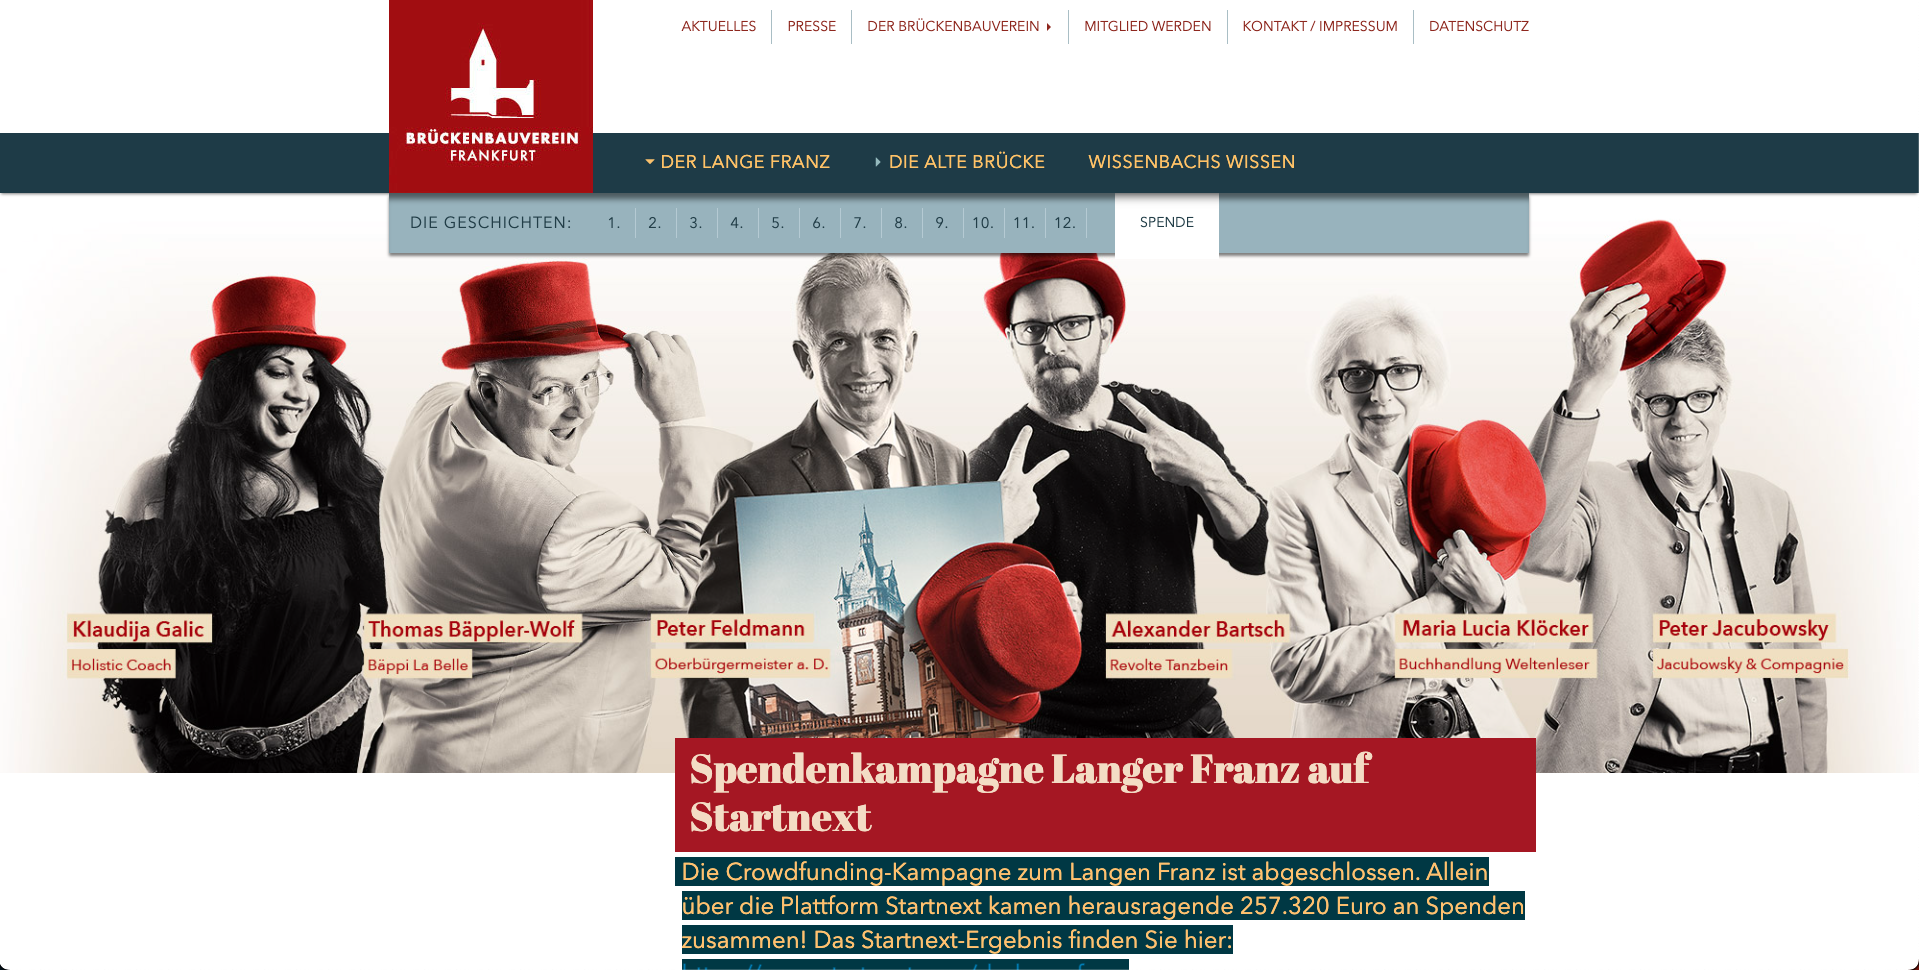 AKTUELLES
PRESSE
DER BRÜCKENBAUVEREIN
MITGLIED WERDEN
KONTAKT / IMPRESSUM
DATENSCHUTZ
BRÜCKENBAUVEREIN
FRANKFURT
DER LANGE FRANZ
DIE ALTE BRÜCKE
WISSENBACHS WISSEN
DIE GESCHICHTEN:
1.
2.
3.
4.
5.
6.
7.
8.
9.
10.
11.
12.
SPENDE
Klaudija Galic
Holistic Coach
Thomas Bäppler-Wolf
Bäppi La Belle
Peter Feldmann
Oberbürgermeister a. D.
Alexander Bartsch
Revolte Tanzbein
Maria Lucia Klöcker
Buchhandlung Weltenleser
Peter Jacubowsky
Jacubowsky & Compagnie
Spendenkampagne Langer Franz auf
Startnext
Die Crowdfunding-Kampagne zum Langen Franz ist abgeschlossen. Allein
über die Plattform Startnext kamen herausragende 257.320 Euro an Spenden
zusammen! Das Startnext-Ergebnis finden Sie hier: